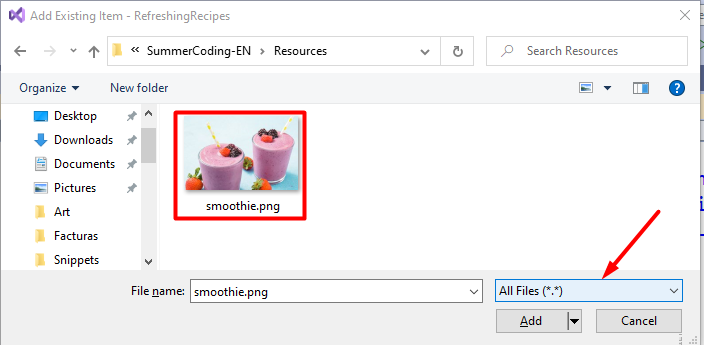 Add Existing Item - RefreshingRecipes
« SummerCoding-EN > Resources
Search Resources
Organize
New folder
Desktop
Downloads
Documents
Pictures
Art
Facturas
Snippets
smoothie.png
File name: smoothie.png
All Files (*.*)
Add
Cancel